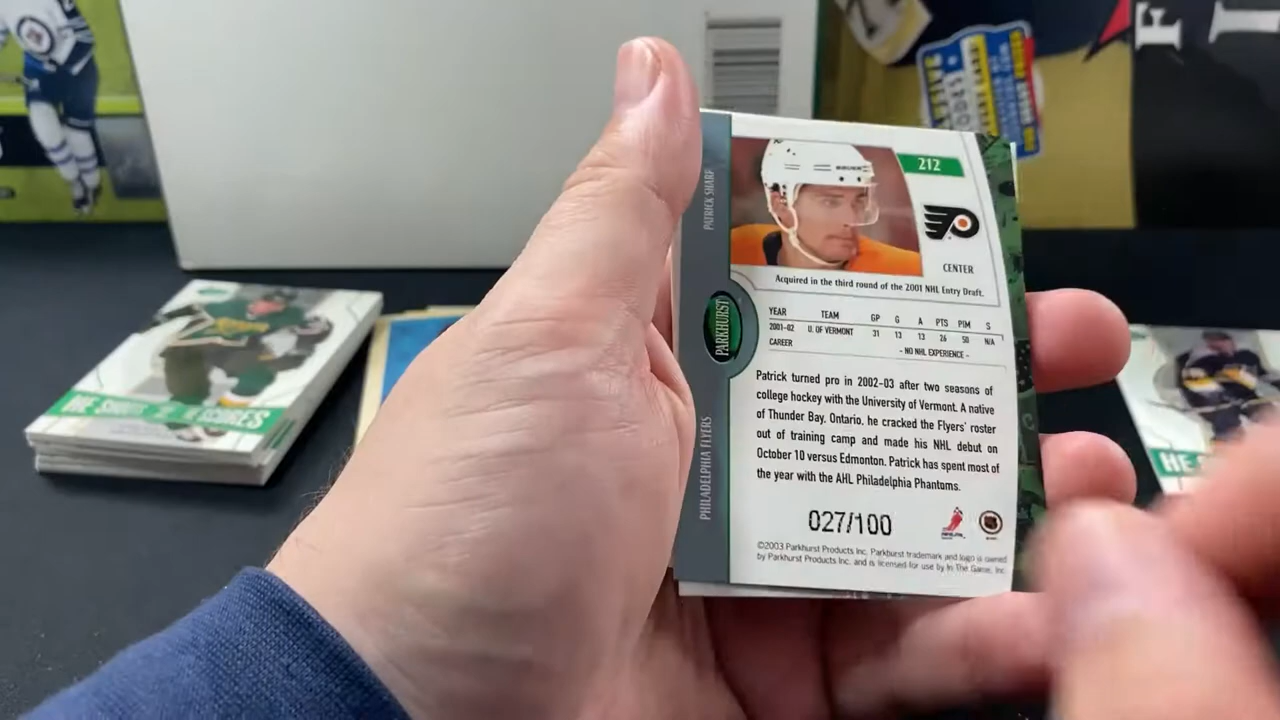 F
PATRICK SHARP
212
CENTER
Acquired in the third round of the 2001 NHL Entry Draft.
PARKHURST
YEAR TEAM GP G A PTS PIM S
2001-02 U. OF VERMONT 31 13 13 26 50 N/A
CAREER - NO NHL EXPERIENCE -
Patrick turned pro in 2002-03 after two seasons of
college hockey with the University of Vermont. A native
of Thunder Bay, Ontario, he cracked the Flyers' roster
out of training camp and made his NHL debut on
October 10 versus Edmonton. Patrick has spent most of
the year with the AHL Philadelphia Phantoms.
PHILADELPHIA FLYERS
027/100
©2003 Parkhurst Products Inc. Parkhurst trademark and logo is owned
by Parkhurst Products Inc. and is licensed for use by In The Game, Inc.
HE SHOOTS HE SCORES
HE